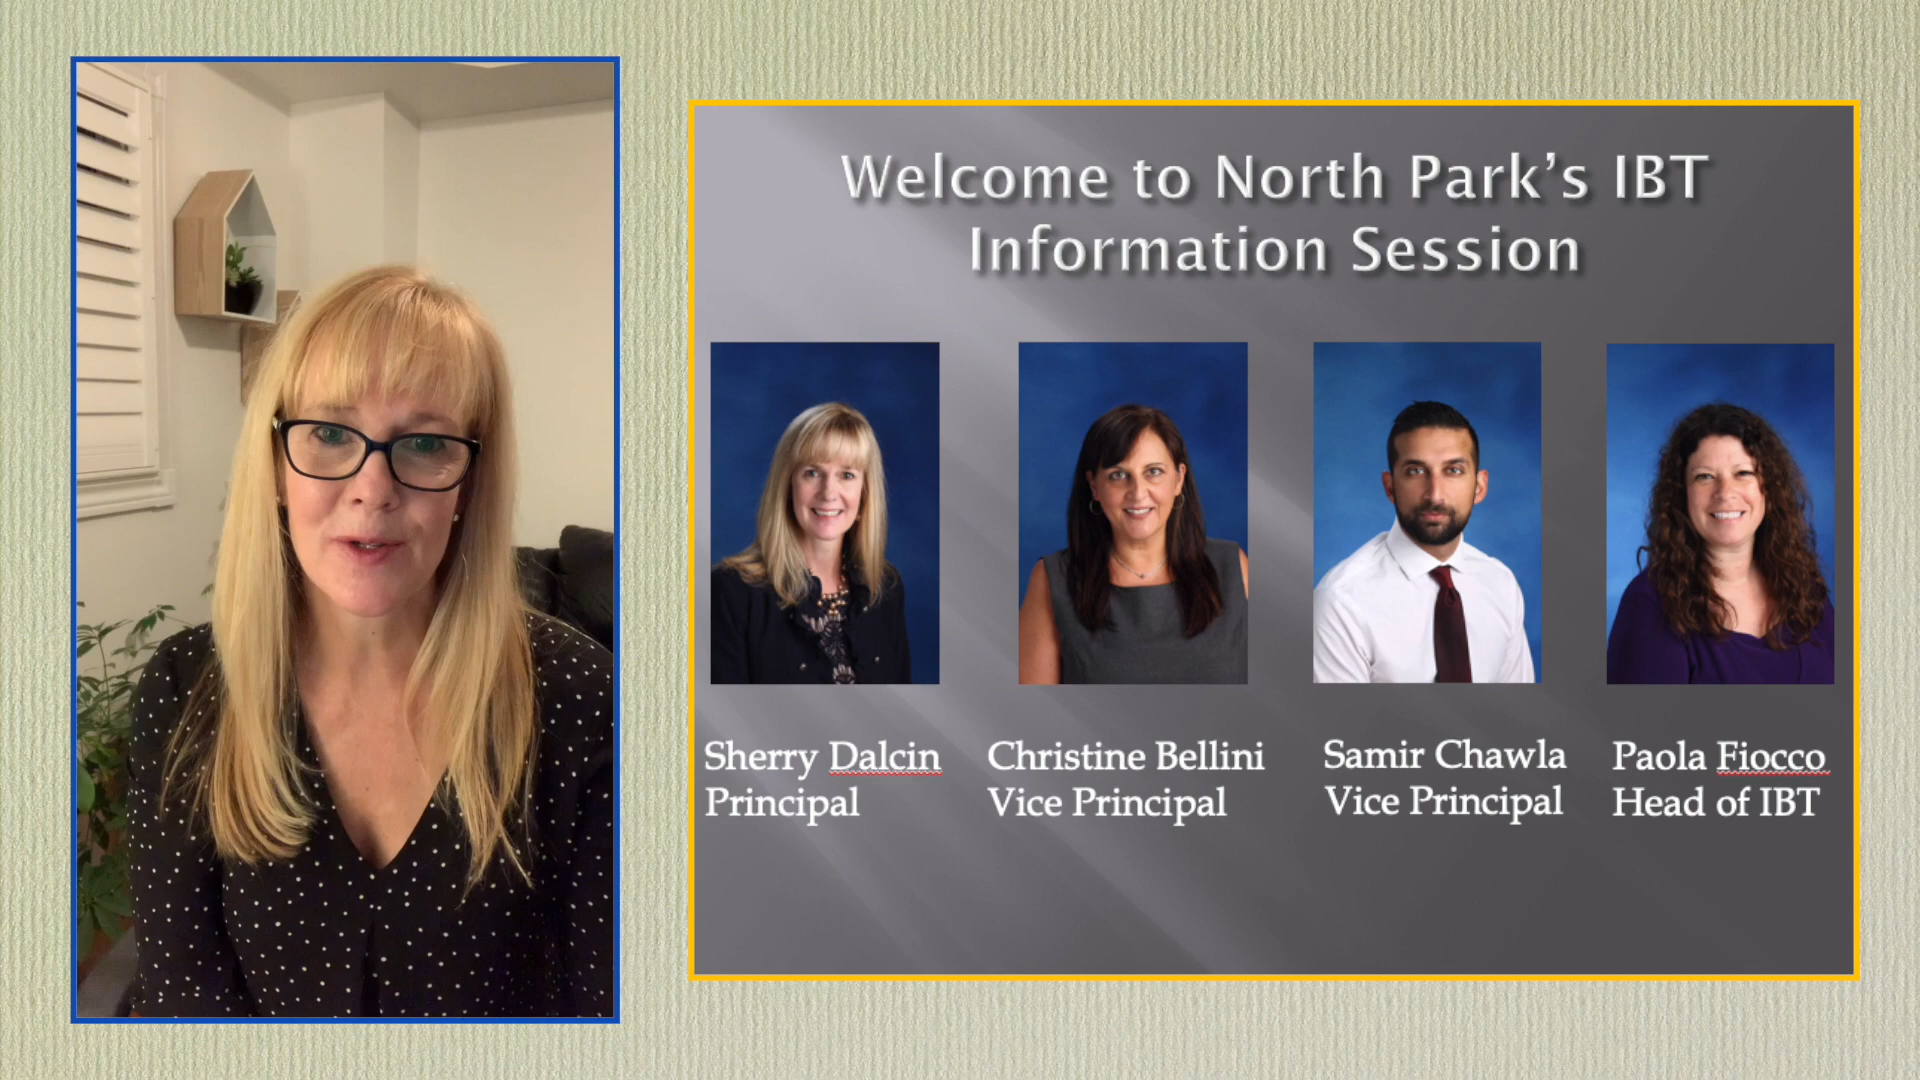 Welcome to North Park’s IBT
Information Session
Sherry Dalcin
Principal
Christine Bellini
Vice Principal
Samir Chawla
Vice Principal
Paola Fiocco
Head of IBT